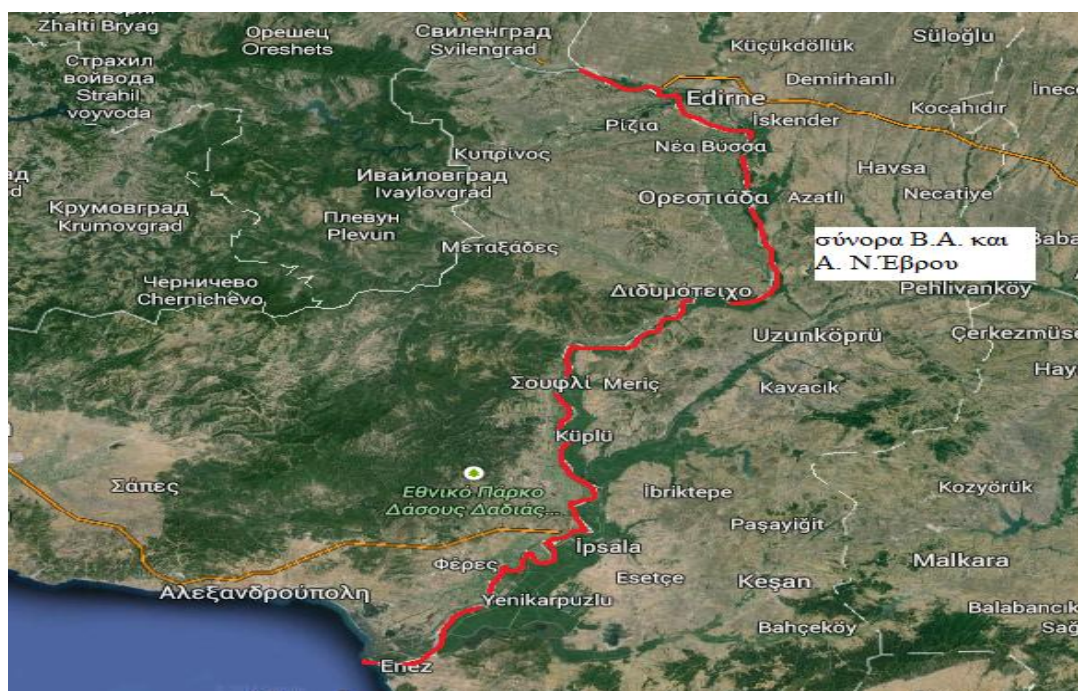 Zhalti Bryag
Орешец
Oreshets
Свиленград
Svilengrad
Küçükdöllük
Süloğlu
Страхил
войвода
Strahil
voyvoda
Demirhanlı
Edirne
Kocahıdır
İskender
Ρίζια
Νέα Βύσσα
Κυπρίνος
Ивайловград
Ivaylovgrad
Havsa
Крумовград
Krumovgrad
Плевун
Plevun
Ορεστιάδα
Azatlı
Necatiye
Μεταξάδες
σύνορα Β.Α. και
Α. Ν.Έβρου
Черничево
Chernichevo
Διδυμότειχο
Pehlivanköy
Uzunköprü
Çerkezmüse
Σουφλί
Meriç
Kavacık
Küplü
Σάπες
Εθνικό Πάρκο
Δάσους Δαδιάς...
İbriktepe
Kozyörük
Paşayiğit
İpsala
Φέρες
Esetçe
Keşan
Malkara
Αλεξανδρούπολη
Yenikarpuzlu
Balabancık
Bahçeköy
Enez